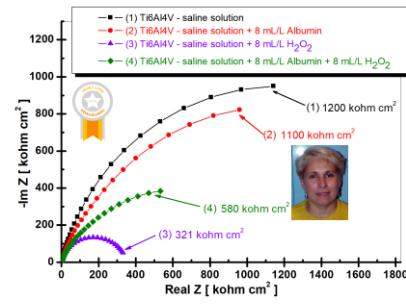 (1) Ti6Al4V - saline solution
(2) Ti6Al4V - saline solution + 8 mL/L Albumin
(3) Ti6Al4V - saline solution + 8 mL/L H₂O₂
(4) Ti6Al4V - saline solution + 8 mL/L Albumin + 8 mL/L H₂O₂
-Im Z [ kohm cm²]
1200
1000
800
600
400
200
0
(1) 1200 kohm cm²
(2) 1100 kohm cm²
(4) 580 kohm cm²
(3) 321 kohm cm²
0 200 400 600 800 1000 1200 1400 1600 1800
Real Z [ kohm cm²]